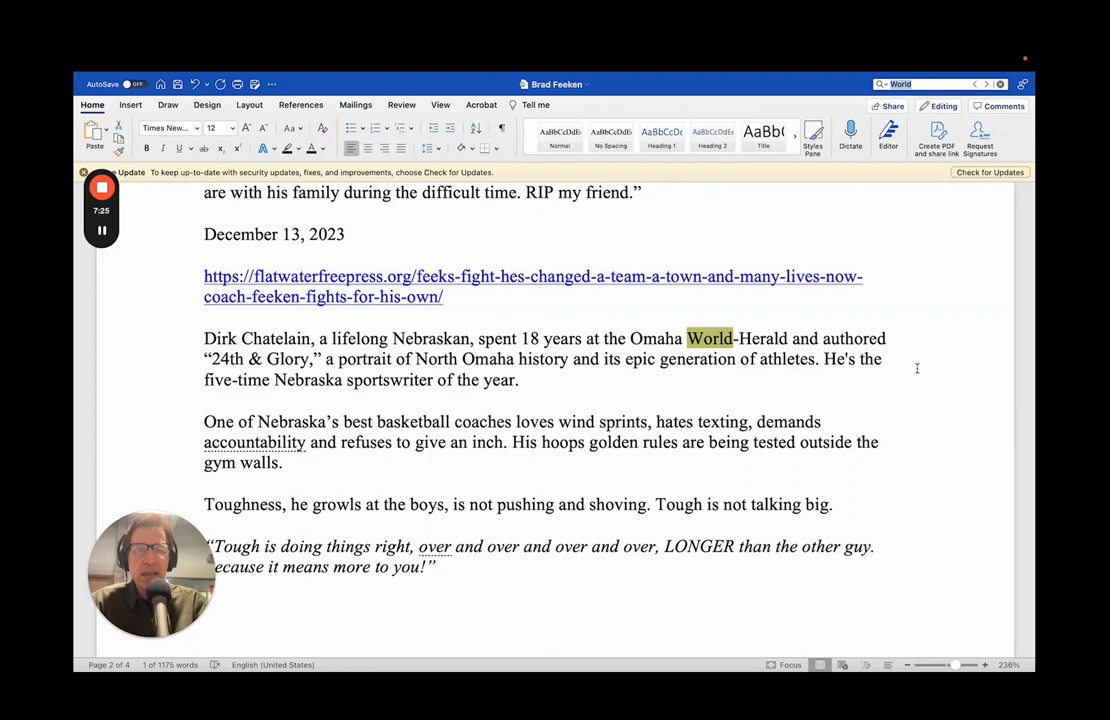 AutoSave OFF
Brad Feeken
World
Home Insert Draw Design Layout References Mailings Review View Acrobat Tell me
Share Editing Comments
Paste
Times New... 12
AaBbCcDdEe AaBbCcDdEe AaBbCcDc AaBbCcDdEe AaBb(
Normal No Spacing Heading 1 Heading 2 Title
Styles Pane
Dictate
Editor
Create PDF and share link
Request Signatures
Update To keep up-to-date with security updates, fixes, and improvements, choose Check for Updates.
Check for Updates
7:25
are with his family during the difficult time. RIP my friend.”
December 13, 2023
https://flatwaterfreepress.org/feeks-fight-hes-changed-a-team-a-town-and-many-lives-now-
coach-feeken-fights-for-his-own/
Dirk Chatelain, a lifelong Nebraskan, spent 18 years at the Omaha World-Herald and authored
“24th & Glory,” a portrait of North Omaha history and its epic generation of athletes. He's the
five-time Nebraska sportswriter of the year.
One of Nebraska’s best basketball coaches loves wind sprints, hates texting, demands
accountability and refuses to give an inch. His hoops golden rules are being tested outside the
gym walls.
Toughness, he growls at the boys, is not pushing and shoving. Tough is not talking big.
“Tough is doing things right, over and over and over and over, LONGER than the other guy.
ecause it means more to you!”
Page 2 of 4 1 of 1175 words English (United States) Focus 236%